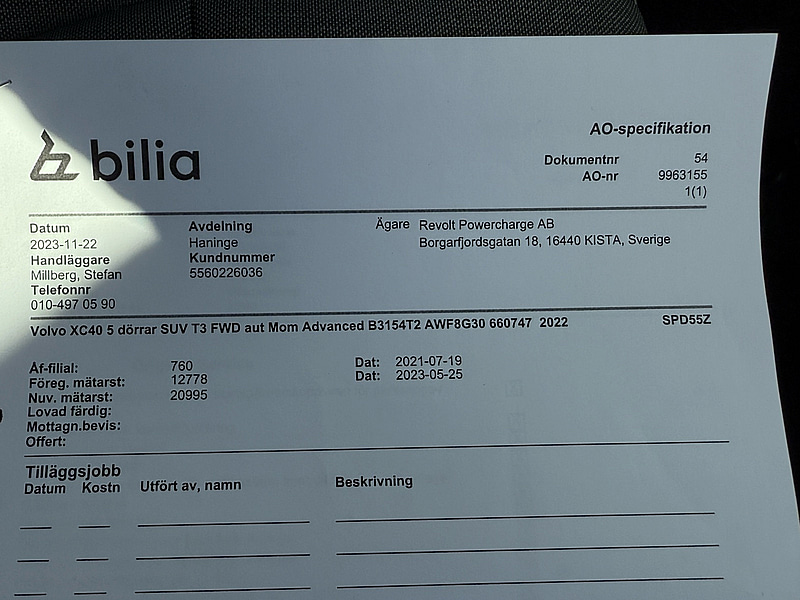 bilia
AO-specifikation
Dokumentnr 54
AO-nr 9963155
1(1)
Datum Avdelning Ägare Revolt Powercharge AB
2023-11-22 Haninge Borgarfjordsgatan 18, 16440 KISTA, Sverige
Handläggare Kundnummer
Millberg, Stefan 5560226036
Telefonnr
010-497 05 90
Volvo XC40 5 dörrar SUV T3 FWD aut Mom Advanced B3154T2 AWF8G30 660747 2022 SPD55Z
Åf-filial: 760 Dat: 2021-07-19
Föreg. mätarst: 12778 Dat: 2023-05-25
Nuv. mätarst: 20995
Lovad färdig:
Mottagn.bevis:
Offert:
Tilläggsjobb
Datum Kostn Utfört av, namn Beskrivning